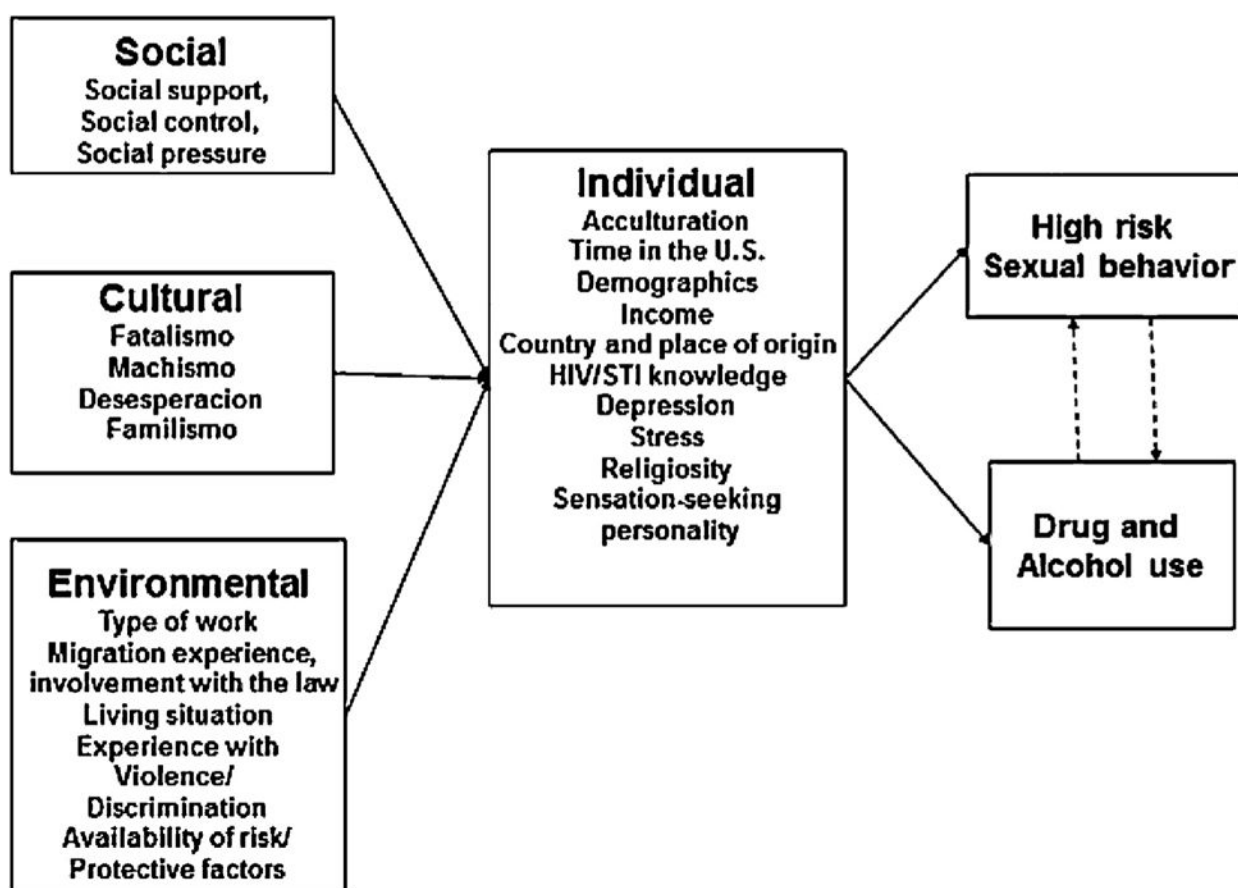 Social
Social support,
Social control,
Social pressure
Cultural
Fatalismo
Machismo
Desesperacion
Familismo
Environmental
Type of work
Migration experience,
involvement with the law
Living situation
Experience with
Violence/
Discrimination
Availability of risk/
Protective factors
Individual
Acculturation
Time in the U.S.
Demographics
Income
Country and place of origin
HIV/STI knowledge
Depression
Stress
Religiosity
Sensation-seeking
personality
High risk
Sexual behavior
Drug and
Alcohol use